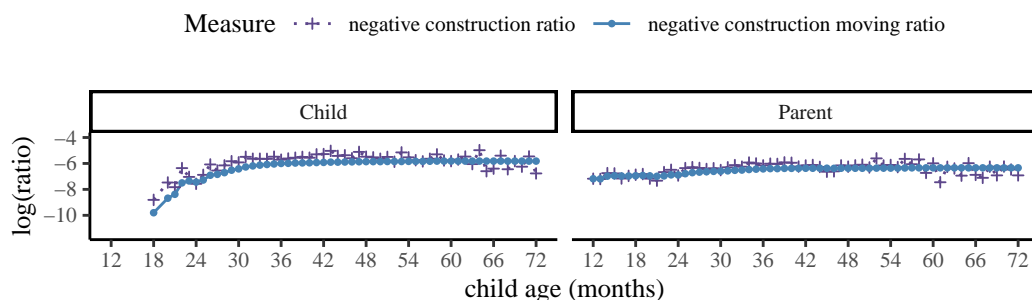 Measure negative construction ratio negative construction moving ratio
Child Parent
log(ratio)
−4
−6
−8
−10
12 18 24 30 36 42 48 54 60 66 72 12 18 24 30 36 42 48 54 60 66 72
child age (months)